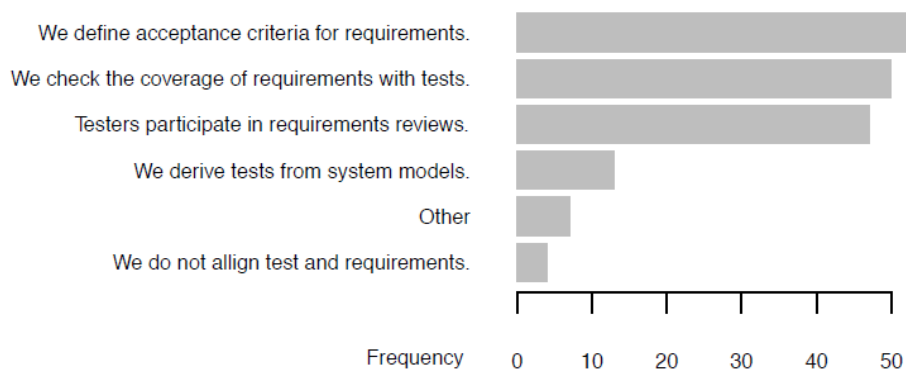 We define acceptance criteria for requirements.
We check the coverage of requirements with tests.
Testers participate in requirements reviews.
We derive tests from system models.
Other
We do not allign test and requirements.
Frequency 0 10 20 30 40 50